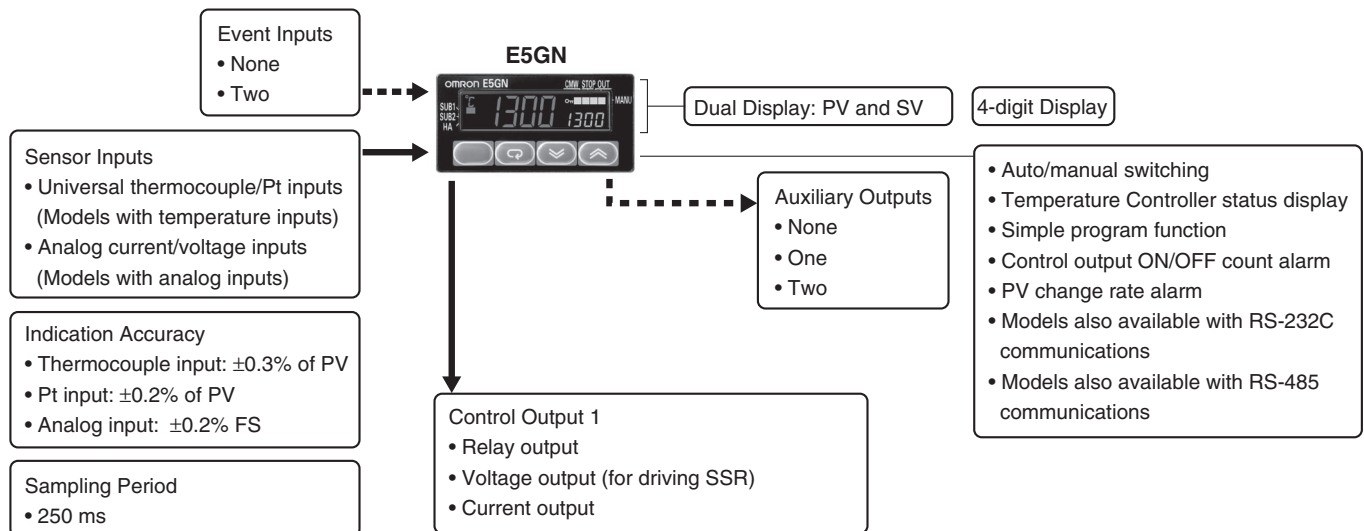 Event Inputs
• None
• Two
E5GN
OMRON E5GN
CMW STOP OUT
°C
1300
MANU
SUB1
SUB2
HA
1300
Dual Display: PV and SV
4-digit Display
Sensor Inputs
• Universal thermocouple/Pt inputs
(Models with temperature inputs)
• Analog current/voltage inputs
(Models with analog inputs)
Auxiliary Outputs
• None
• One
• Two
• Auto/manual switching
• Temperature Controller status display
• Simple program function
• Control output ON/OFF count alarm
• PV change rate alarm
• Models also available with RS-232C
communications
• Models also available with RS-485
communications
Indication Accuracy
• Thermocouple input: ±0.3% of PV
• Pt input: ±0.2% of PV
• Analog input: ±0.2% FS
Control Output 1
• Relay output
• Voltage output (for driving SSR)
• Current output
Sampling Period
• 250 ms